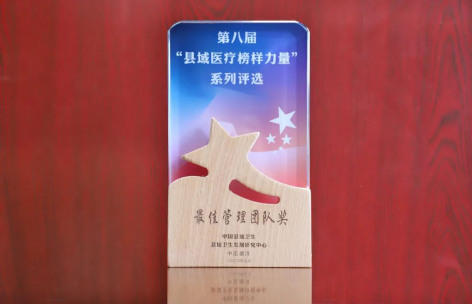 第八届
“县域医疗榜样力量”
系列评选
最佳管理团队奖
中国县域卫生
县域卫生发展研究中心